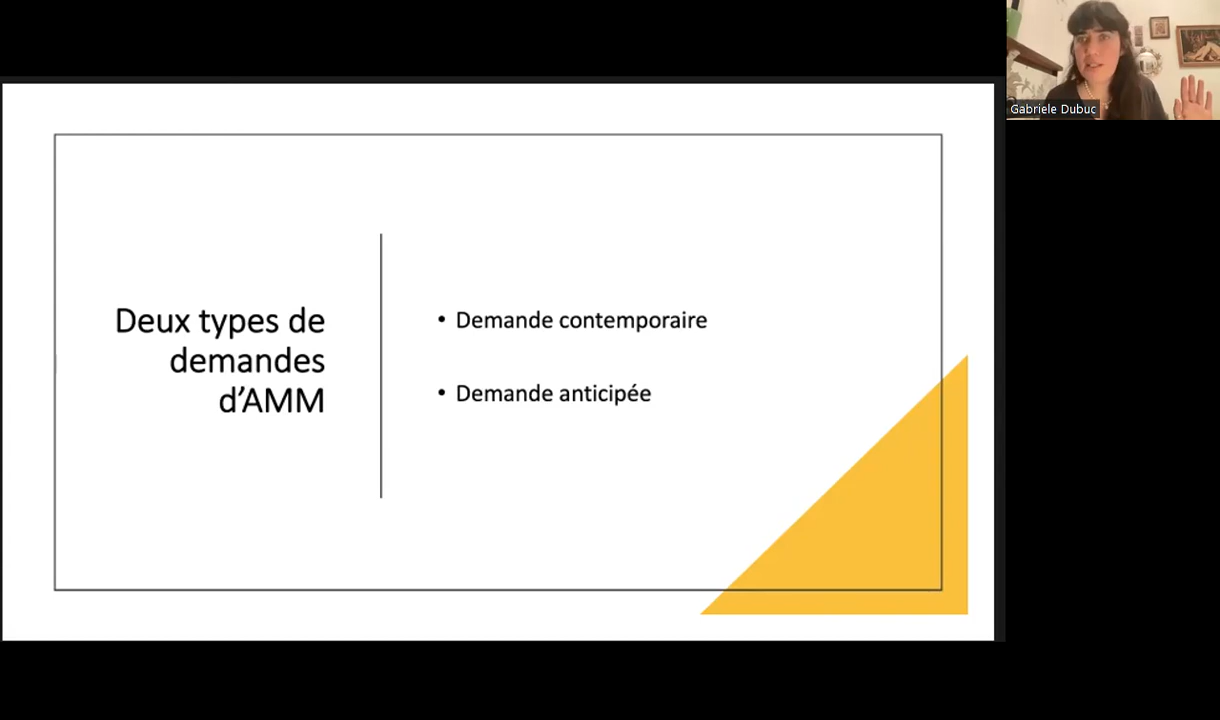 Gabriele Dubuc
Deux types de
demandes
d'AMM
• Demande contemporaire
• Demande anticipée